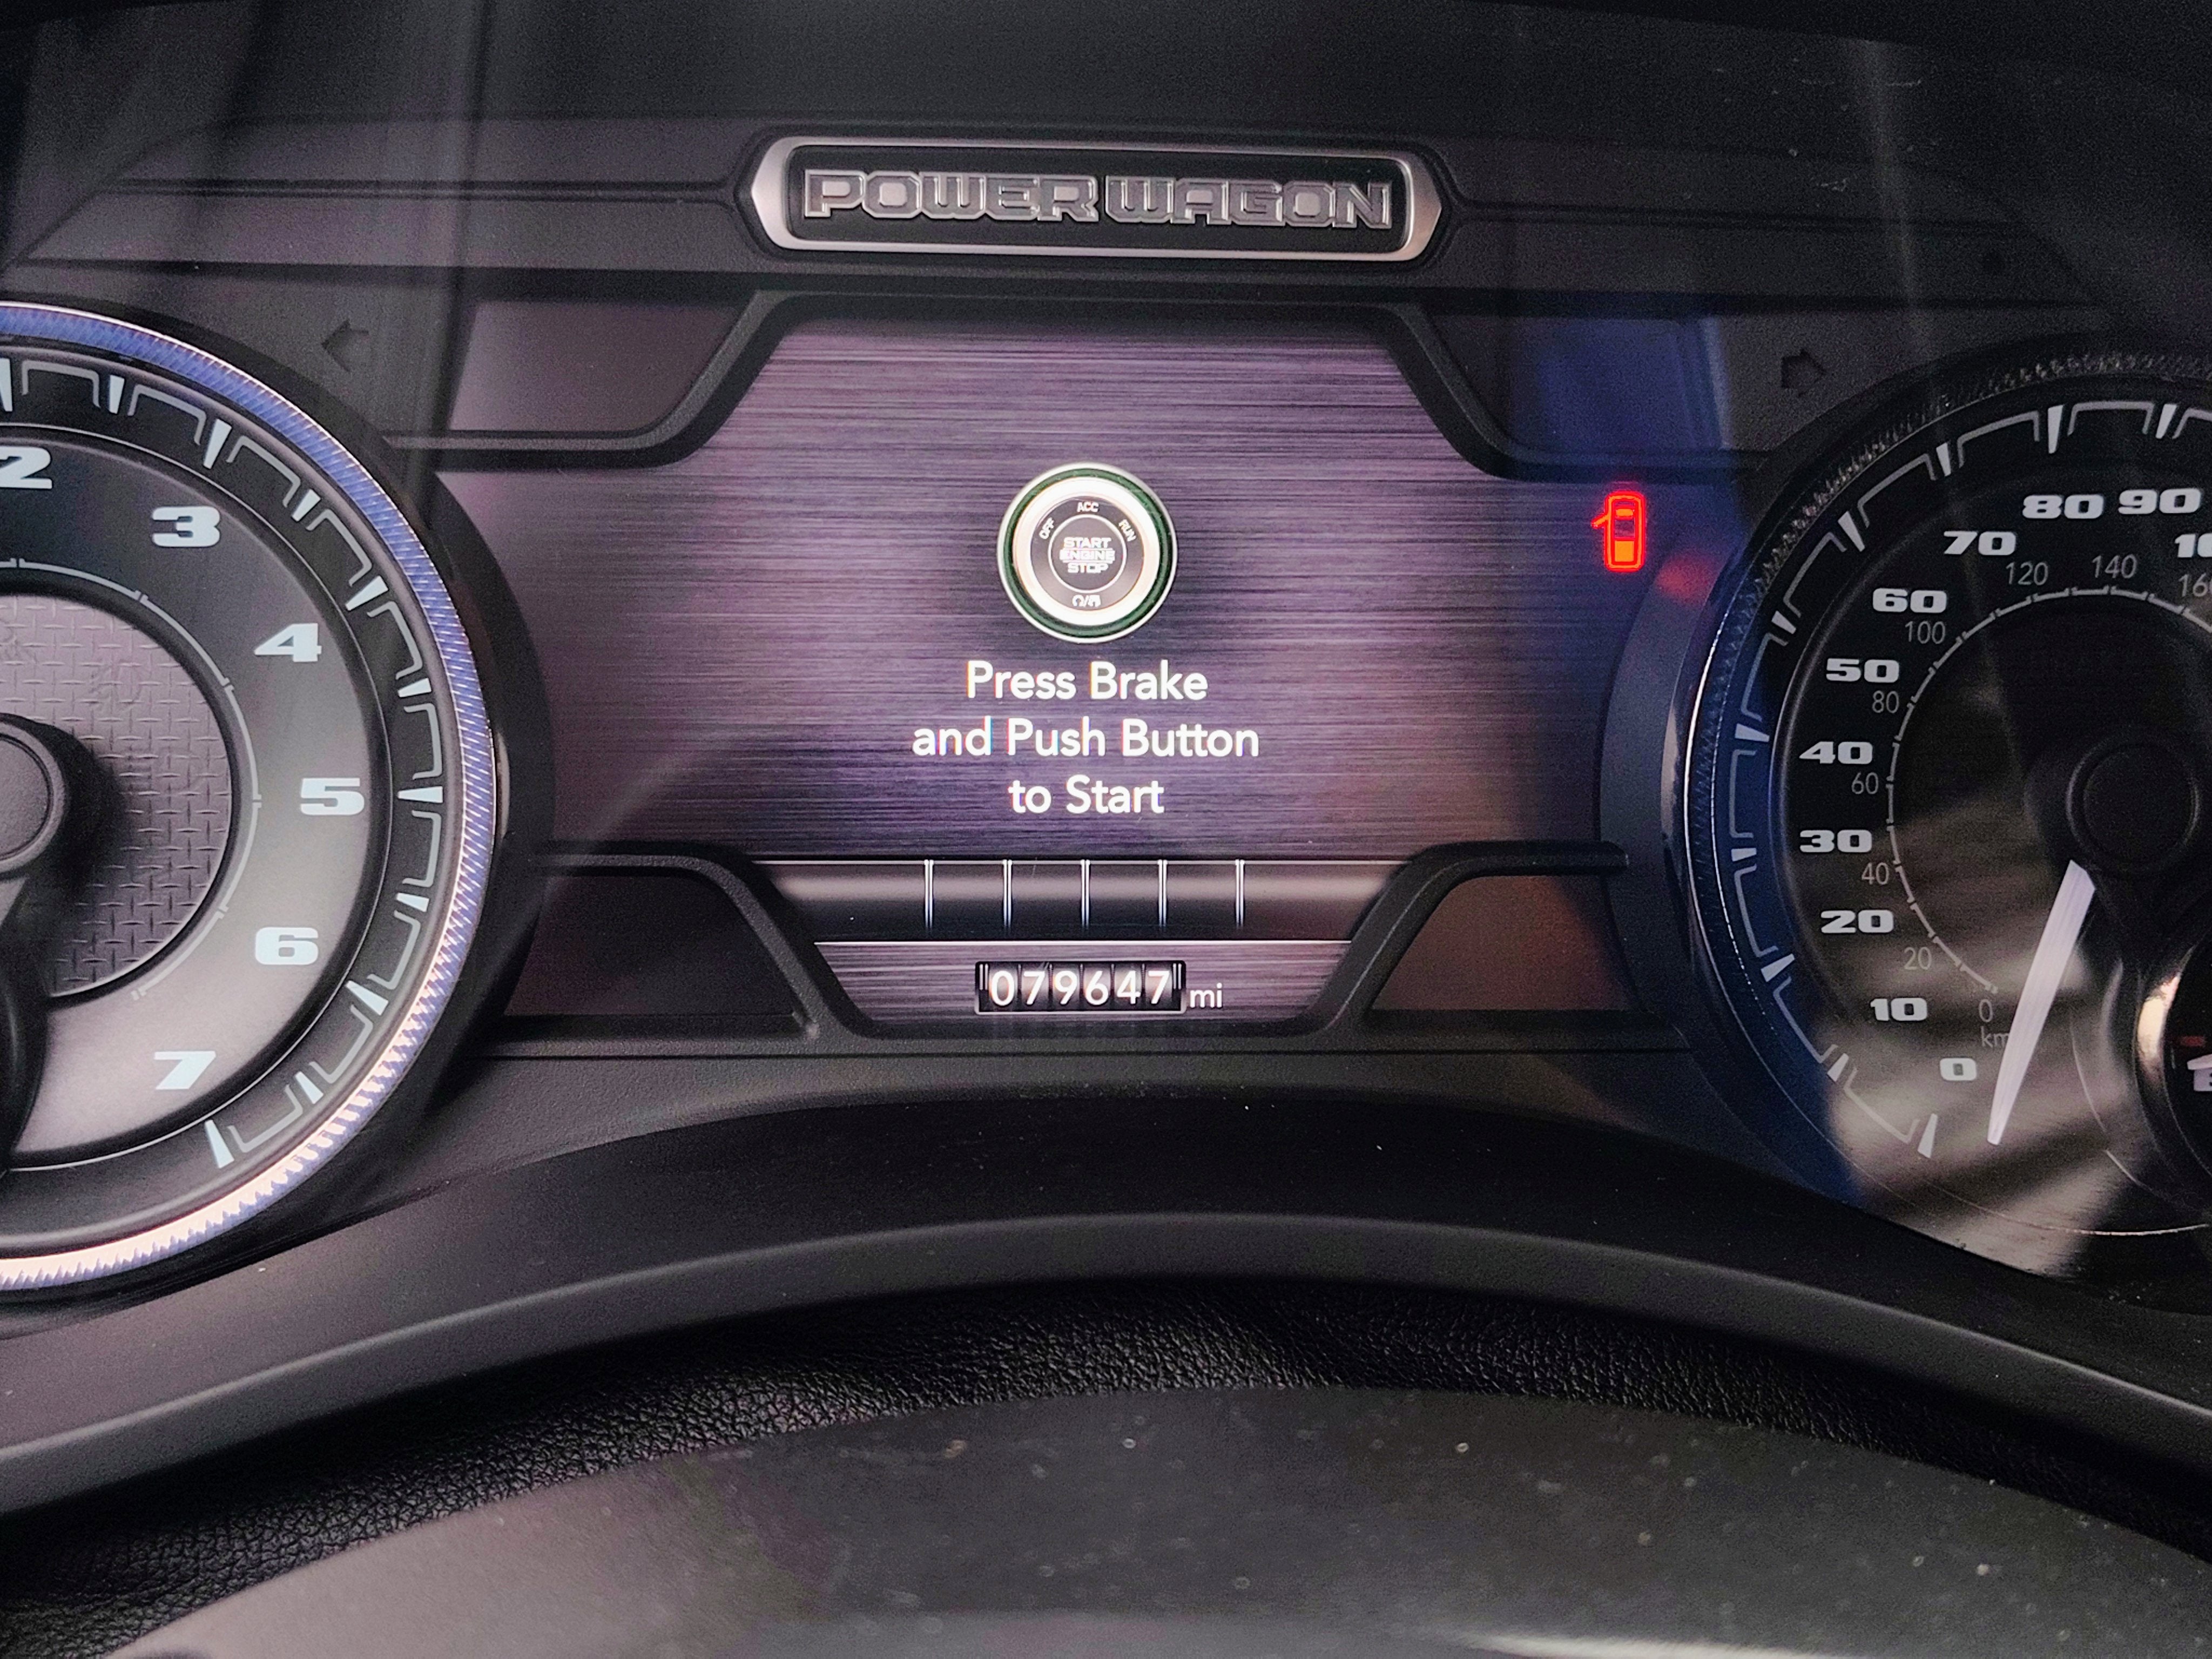 POWER WAGON
ACC
OFF
RUN
START
ENGINE
STOP
Press Brake
and Push Button
to Start
079647 mi
2
3
4
5
6
7
80
90
70
120
140
60
100
50
80
40
60
30
40
20
20
10
0
0